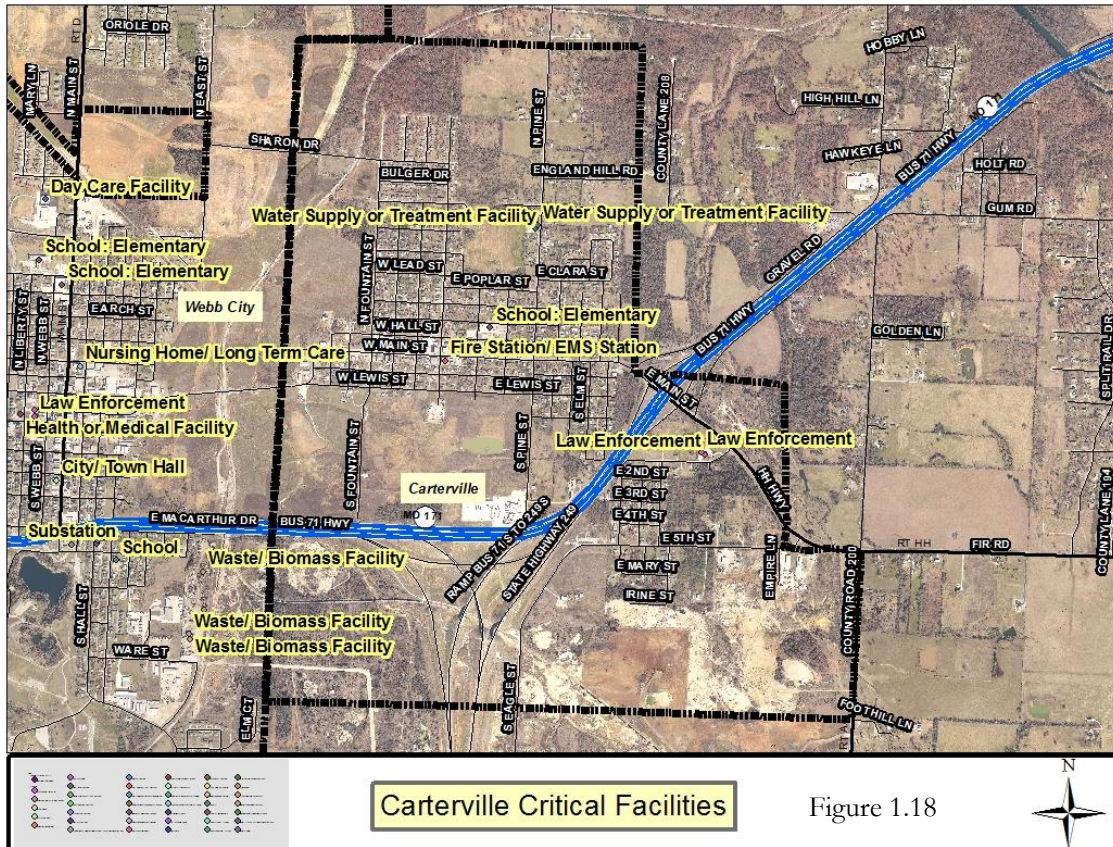 ORIOLE DR
RT D
MARY LN
N MAIN ST
N EAST ST
HOBBY LN
HIGH HILL LN
COUNTY LANE 208
N PINE ST
SHARON DR
HAWKEYE LN
BUS 71 HWY
HOLT RD
BULGER DR
ENGLAND HILL RD
Day Care Facility
GUM RD
Water Supply or Treatment Facility
Water Supply or Treatment Facility
School: Elementary
School: Elementary
N FOUNTAIN ST
W LEAD ST
E POPLAR ST
E CLARA ST
GRAVEL RD
N LIBERTY ST
N WEBB ST
E ARCH ST
Webb City
School: Elementary
W HALL ST
BUS 71 HWY
GOLDEN LN
SPLIT RAIL DR
Nursing Home/ Long Term Care
W MAIN ST
Fire Station/ EMS Station
W LEWIS ST
E LEWIS ST
S ELM ST
E MAIN ST
Law Enforcement
Health or Medical Facility
Law Enforcement
Law Enforcement
S WEBB ST
City/ Town Hall
S FOUNTAIN ST
S PINE ST
E 2ND ST
E 3RD ST
E 4TH ST
HH HWY
COUNTY LANE 194
Carterville
MO 171
E MACARTHUR DR
BUS 71 HWY
Substation
School
E 5TH ST
RT HH
FIR RD
Waste/ Biomass Facility
RAMP BUS 71 S TO 249 S
STATE HIGHWAY 249
E MARY ST
IRINE ST
EMPIRE LN
COUNTY ROAD 200
S HALL ST
Waste/ Biomass Facility
Waste/ Biomass Facility
WARE ST
ELM CT
S EAGLE ST
FOOTHILL LN
Carterville Critical Facilities
Figure 1.18
N